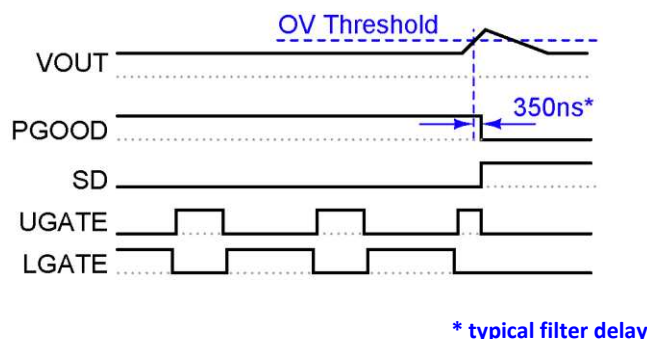 OV Threshold
VOUT
350ns*
PGOOD
SD
UGATE
LGATE
* typical filter delay